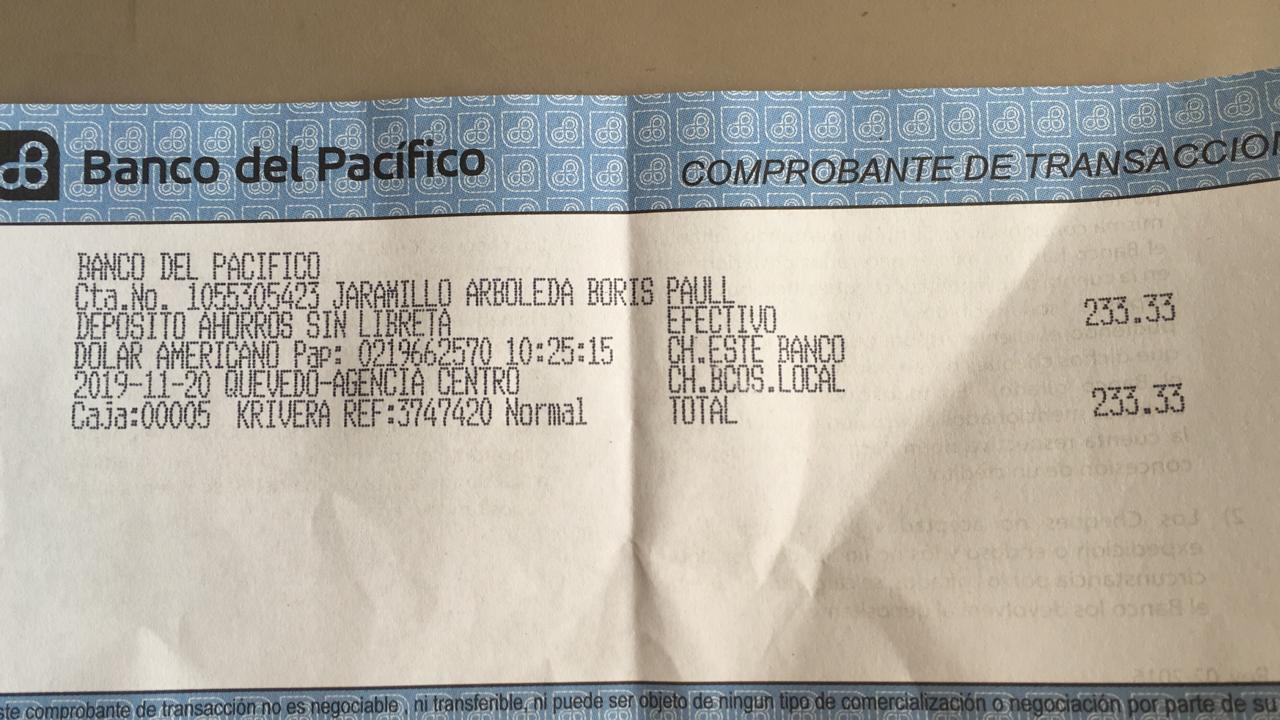 Banco del Pacífico
COMPROBANTE DE TRANSACCION
BANCO DEL PACIFICO
Cta.No. 1055305423 JARAMILLO ARBOLEDA BORIS PAULL
DEPOSITO AHORROS SIN LIBRETA EFECTIVO 233.33
DOLAR AMERICANO Pap: 0219662570 10:25:15 CH.ESTE BANCO
2019-11-20 QUEVEDO-AGENCIA CENTRO CH.BCOS.LOCAL
Caja:00005 KRIVERA REF:3747420 Normal TOTAL 233.33
ste comprobante de transacción no es negociable, ni transferible, ni puede ser objeto de ningun tipo de comercialización o negociación por parte de su